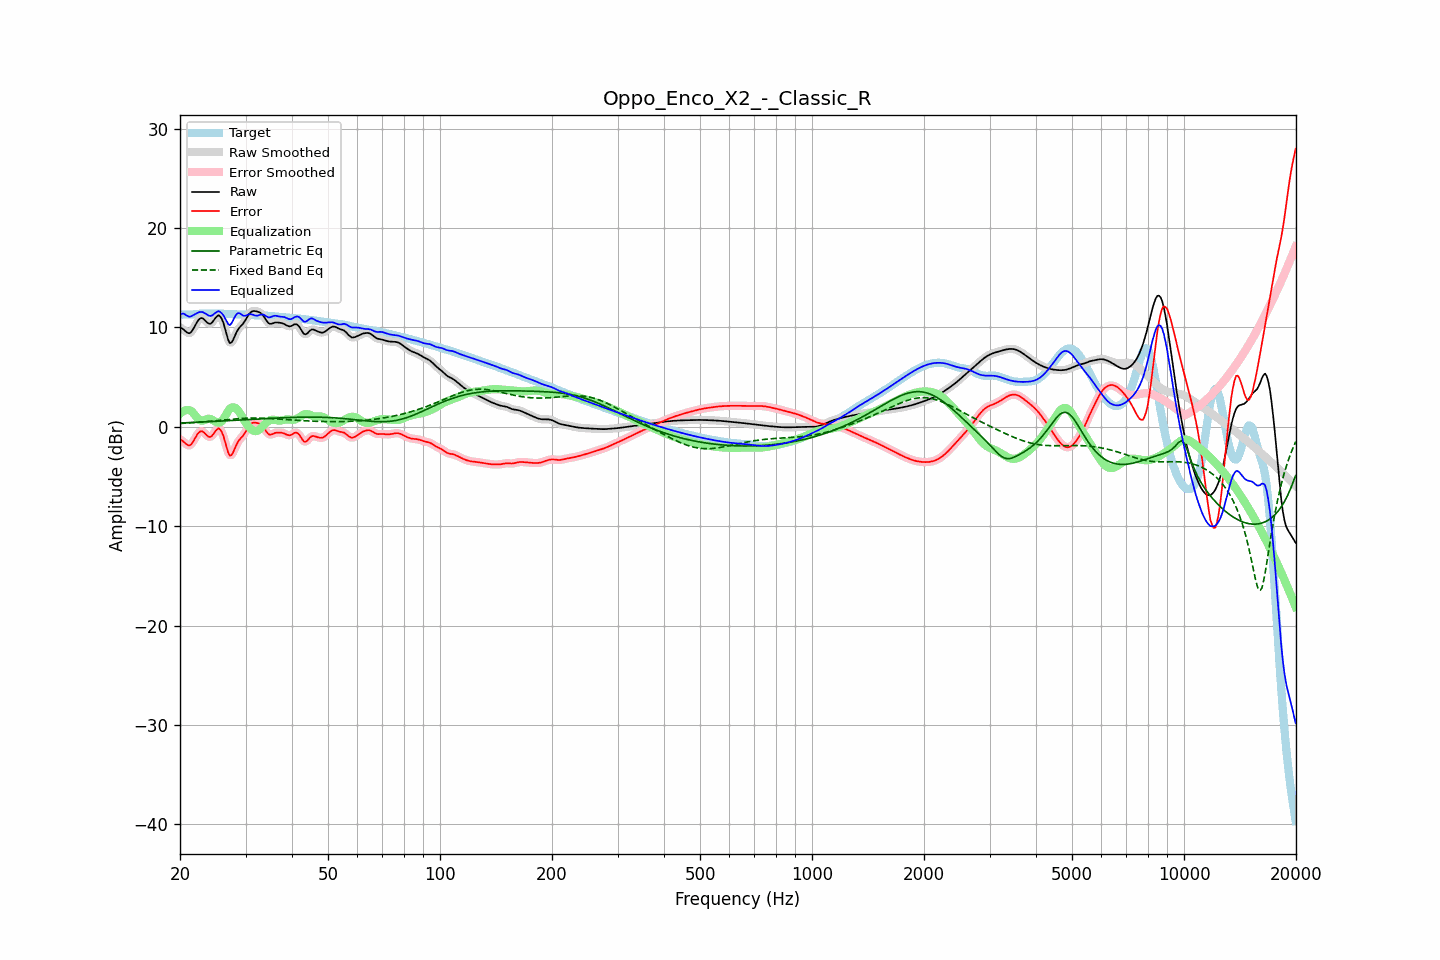 Oppo_Enco_X2_-_Classic_R
Target
Raw Smoothed
Error Smoothed
Raw
Error
Equalization
Parametric Eq
Fixed Band Eq
Equalized
30
20
10
0
−10
−20
−30
−40
Amplitude (dBr)
20
50
100
200
500
1000
2000
5000
10000
20000
Frequency (Hz)